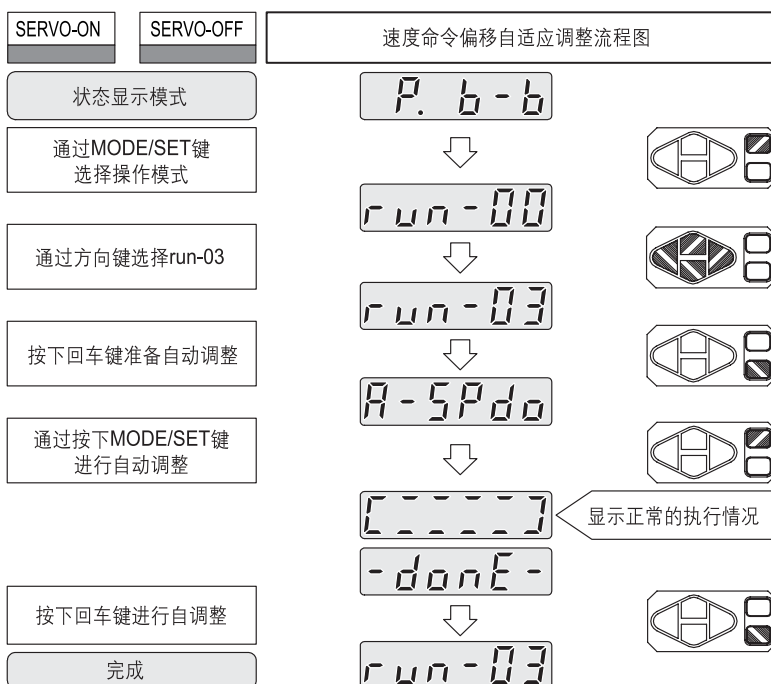 SERVO-ON
SERVO-OFF
速度命令偏移自适应调整流程图
状态显示模式
P. b-b
通过MODE/SET键
选择操作模式
run-00
通过方向键选择run-03
run-03
按下回车键准备自动调整
A-SPdo
通过按下MODE/SET键
进行自动调整
显示正常的执行情况
-donE-
按下回车键进行自调整
完成
run-03